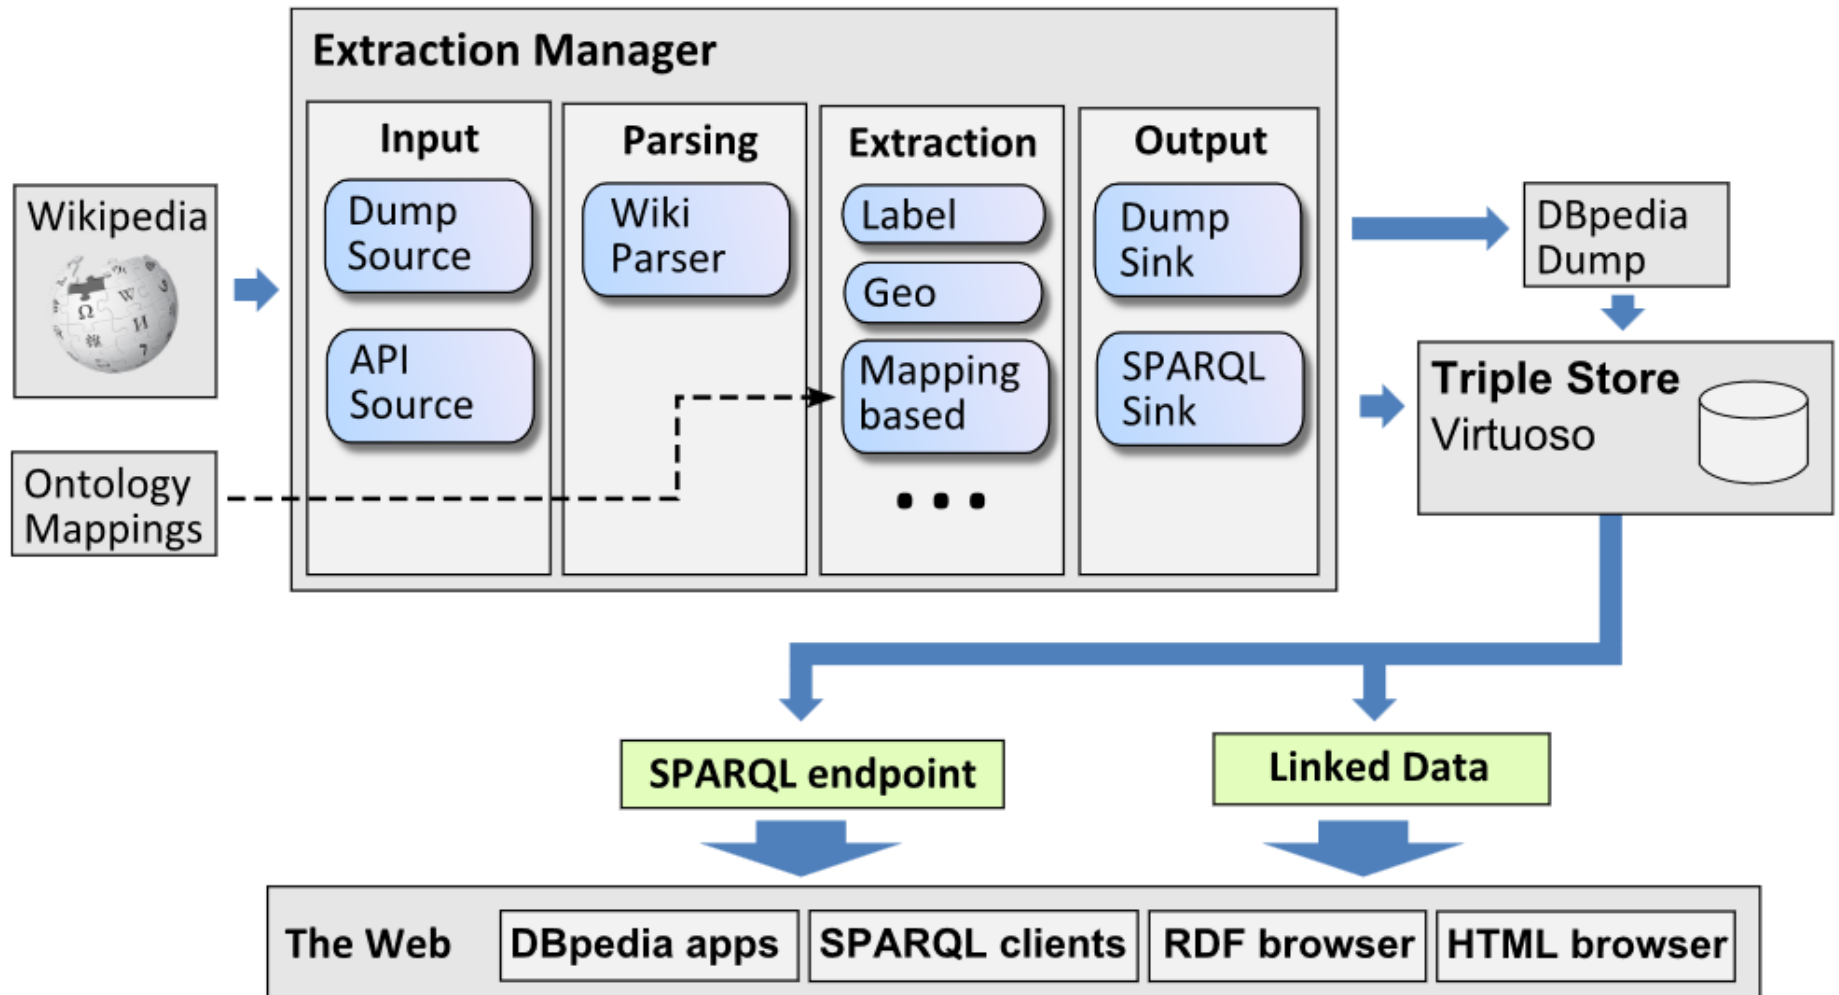 Extraction Manager
Input
Parsing
Extraction
Output
Wikipedia
Dump
Source
API
Source
Wiki
Parser
Label
Geo
Mapping
based
...
Dump
Sink
SPARQL
Sink
DBpedia
Dump
Triple Store
Virtuoso
Ontology
Mappings
SPARQL endpoint
Linked Data
The Web
DBpedia apps
SPARQL clients
RDF browser
HTML browser